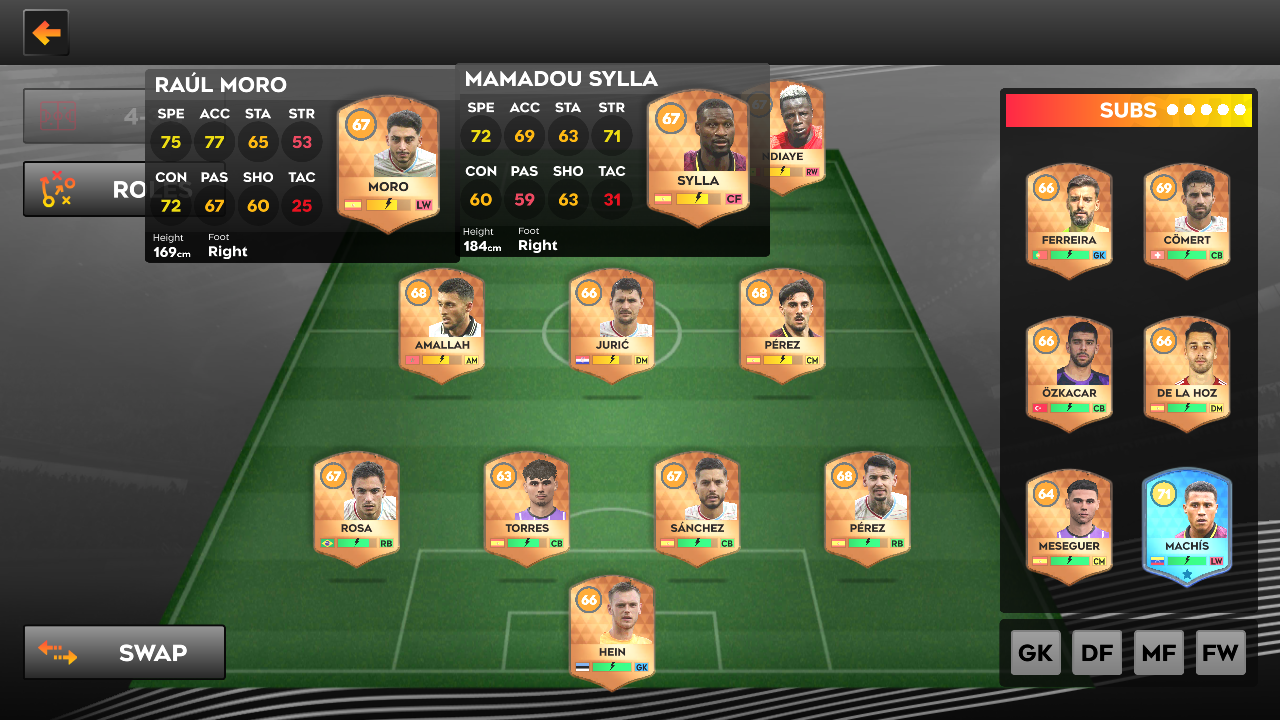 RAÚL MORO
SPE ACC STA STR
75 77 65 53
CON PAS SHO TAC
72 67 60 25
Height Foot
169cm Right
67
MORO
LW
MAMADOU SYLLA
SPE ACC STA STR
72 69 63 71
CON PAS SHO TAC
60 59 63 31
Height Foot
184cm Right
67
SYLLA
CF
67
NDIAYE
RW
4-
ROLES
68
AMALLAH
AM
66
JURIĆ
DM
68
PÉREZ
CM
67
ROSA
RB
63
TORRES
CB
67
SÁNCHEZ
CB
68
PÉREZ
RB
66
HEIN
GK
SWAP
SUBS
66
FERREIRA
GK
69
CÖMERT
CB
66
ÖZKACAR
CB
66
DE LA HOZ
DM
64
MESEGUER
CM
71
MACHÍS
LW
GK DF MF FW